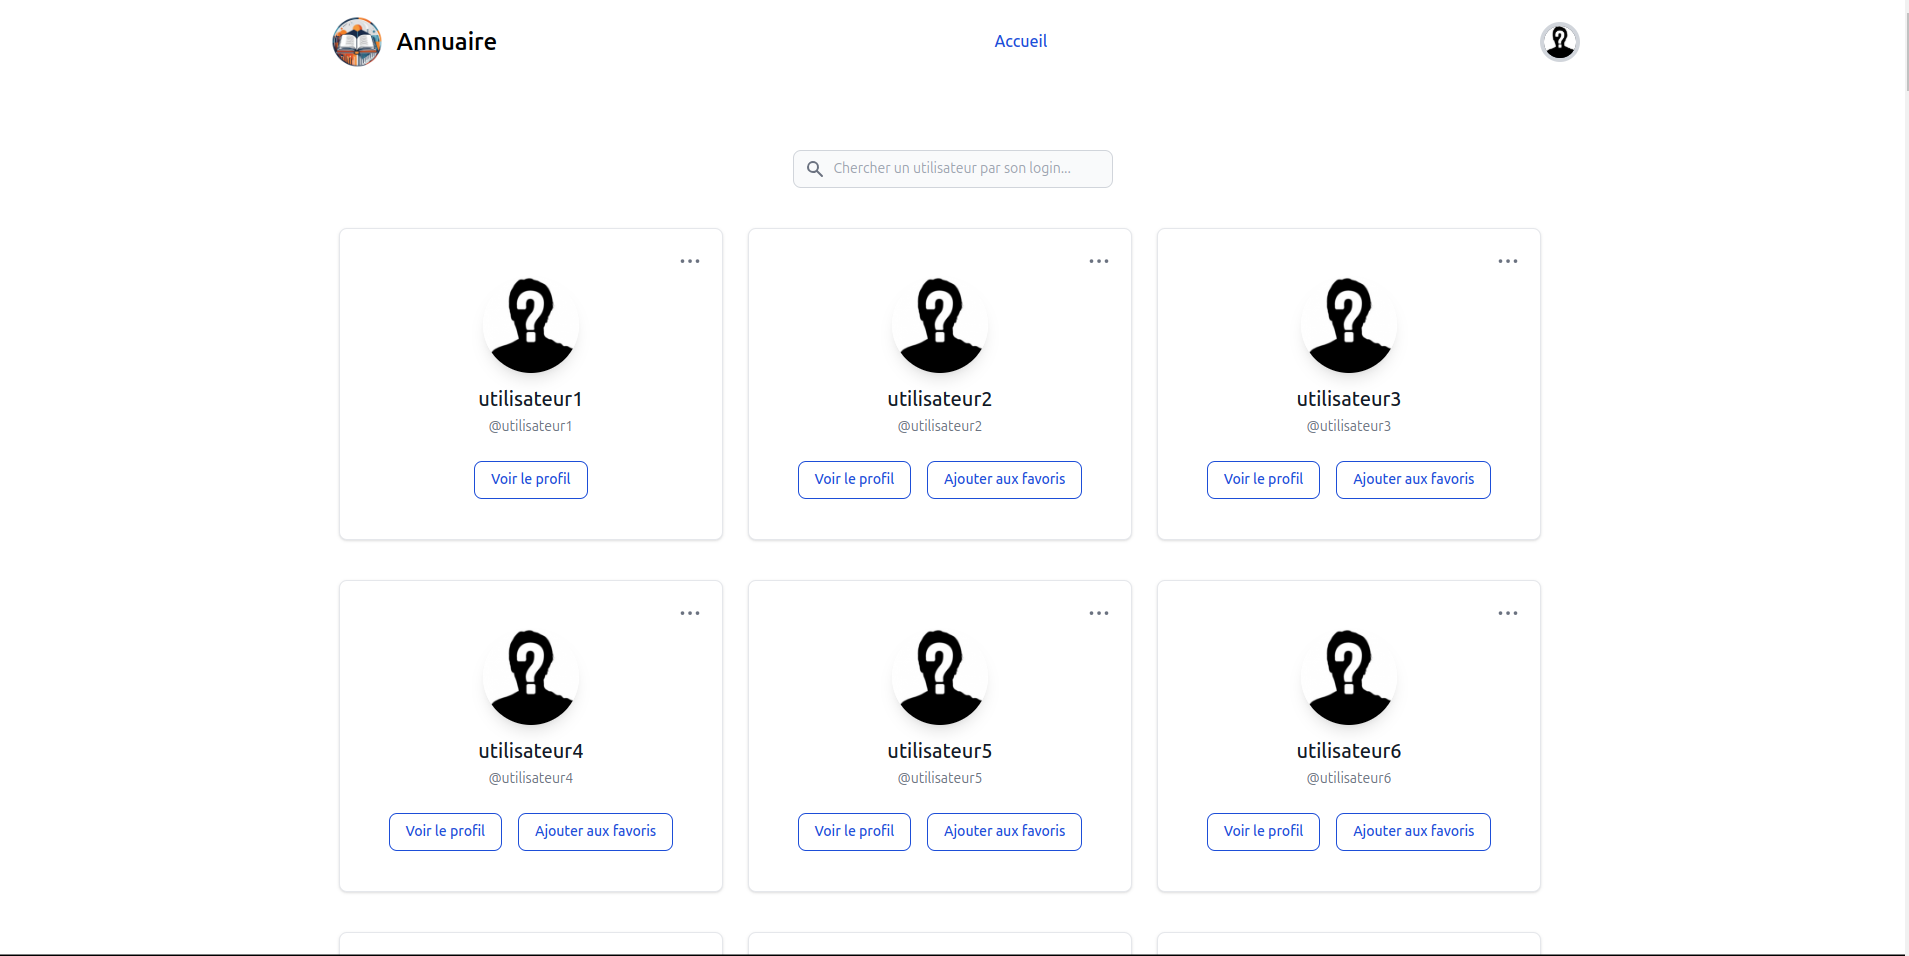 Annuaire
Accueil
Chercher un utilisateur par son login...
utilisateur1
@utilisateur1
Voir le profil
utilisateur2
@utilisateur2
Voir le profil
Ajouter aux favoris
utilisateur3
@utilisateur3
Voir le profil
Ajouter aux favoris
utilisateur4
@utilisateur4
Voir le profil
Ajouter aux favoris
utilisateur5
@utilisateur5
Voir le profil
Ajouter aux favoris
utilisateur6
@utilisateur6
Voir le profil
Ajouter aux favoris